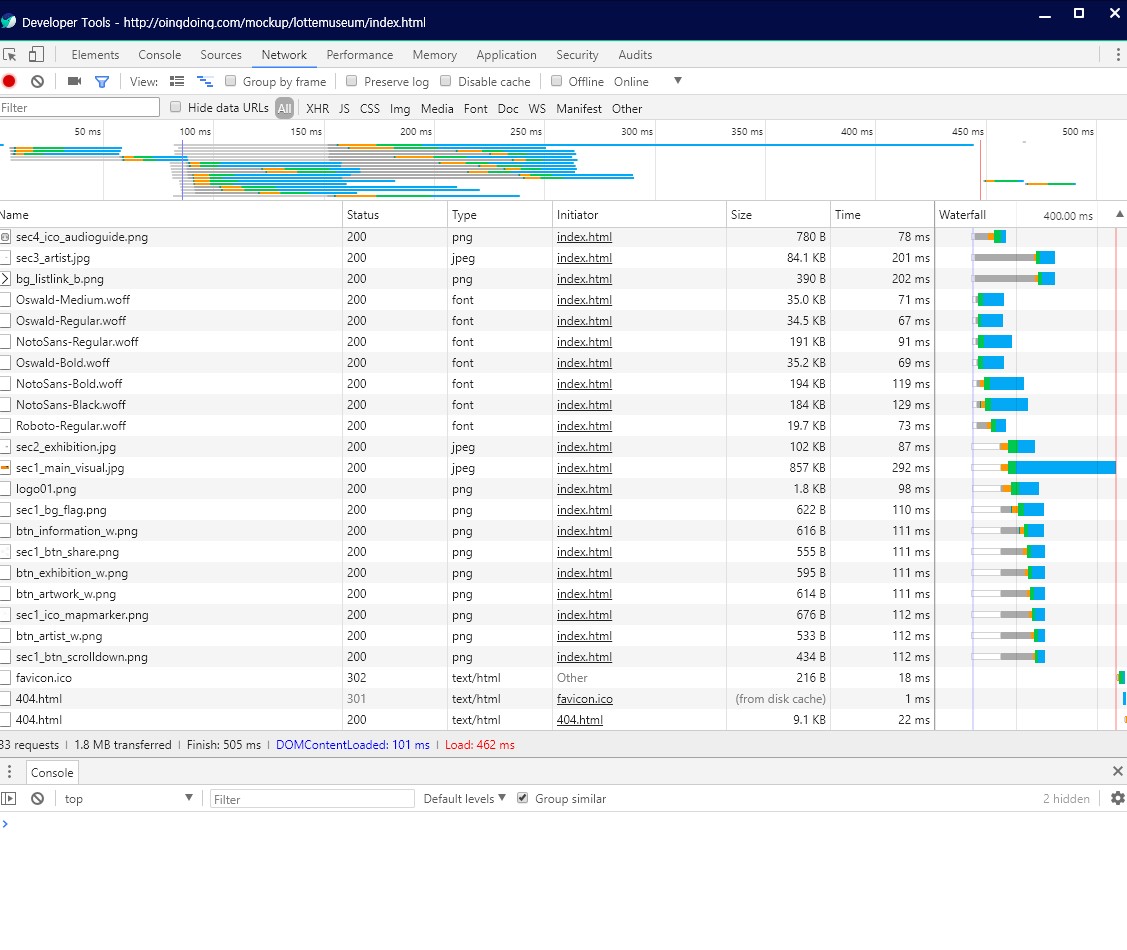 Developer Tools - http://oingdoing.com/mockup/lottemuseum/index.html
Elements Console Sources Network Performance Memory Application Security Audits
View: Group by frame Preserve log Disable cache Offline Online
Filter Hide data URLs All XHR JS CSS Img Media Font Doc WS Manifest Other
50 ms 100 ms 150 ms 200 ms 250 ms 300 ms 350 ms 400 ms 450 ms 500 ms
Name Status Type Initiator Size Time Waterfall 400.00 ms
sec4_ico_audioguide.png 200 png index.html 780 B 78 ms
sec3_artist.jpg 200 jpeg index.html 84.1 KB 201 ms
bg_listlink_b.png 200 png index.html 390 B 202 ms
Oswald-Medium.woff 200 font index.html 35.0 KB 71 ms
Oswald-Regular.woff 200 font index.html 34.5 KB 67 ms
NotoSans-Regular.woff 200 font index.html 191 KB 91 ms
Oswald-Bold.woff 200 font index.html 35.2 KB 69 ms
NotoSans-Bold.woff 200 font index.html 194 KB 119 ms
NotoSans-Black.woff 200 font index.html 184 KB 129 ms
Roboto-Regular.woff 200 font index.html 19.7 KB 73 ms
sec2_exhibition.jpg 200 jpeg index.html 102 KB 87 ms
sec1_main_visual.jpg 200 jpeg index.html 857 KB 292 ms
logo01.png 200 png index.html 1.8 KB 98 ms
sec1_bg_flag.png 200 png index.html 622 B 110 ms
btn_information_w.png 200 png index.html 616 B 111 ms
sec1_btn_share.png 200 png index.html 555 B 111 ms
btn_exhibition_w.png 200 png index.html 595 B 111 ms
btn_artwork_w.png 200 png index.html 614 B 111 ms
sec1_ico_mapmarker.png 200 png index.html 676 B 112 ms
btn_artist_w.png 200 png index.html 533 B 112 ms
sec1_btn_scrolldown.png 200 png index.html 434 B 112 ms
favicon.ico 302 text/html Other 216 B 18 ms
404.html 301 text/html favicon.ico (from disk cache) 1 ms
404.html 200 text/html 404.html 9.1 KB 22 ms
33 requests | 1.8 MB transferred | Finish: 505 ms | DOMContentLoaded: 101 ms | Load: 462 ms
Console
top Filter Default levels Group similar 2 hidden